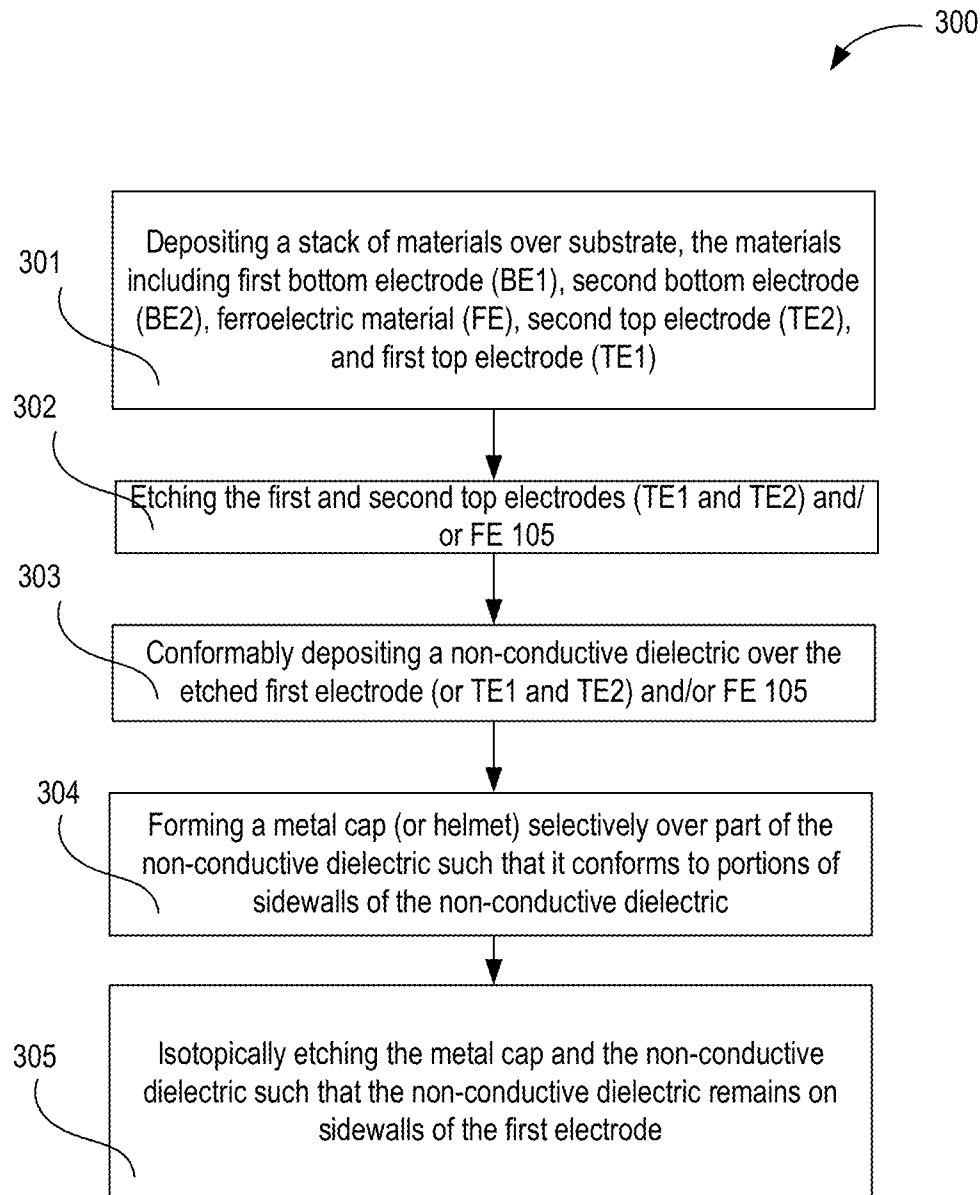 300
301
Depositing a stack of materials over substrate, the materials
including first bottom electrode (BE1), second bottom electrode
(BE2), ferroelectric material (FE), second top electrode (TE2),
and first top electrode (TE1)
302
Etching the first and second top electrodes (TE1 and TE2) and/
or FE 105
303
Conformably depositing a non-conductive dielectric over the
etched first electrode (or TE1 and TE2) and/or FE 105
304
Forming a metal cap (or helmet) selectively over part of the
non-conductive dielectric such that it conforms to portions of
sidewalls of the non-conductive dielectric
305
Isotopically etching the metal cap and the non-conductive
dielectric such that the non-conductive dielectric remains on
sidewalls of the first electrode